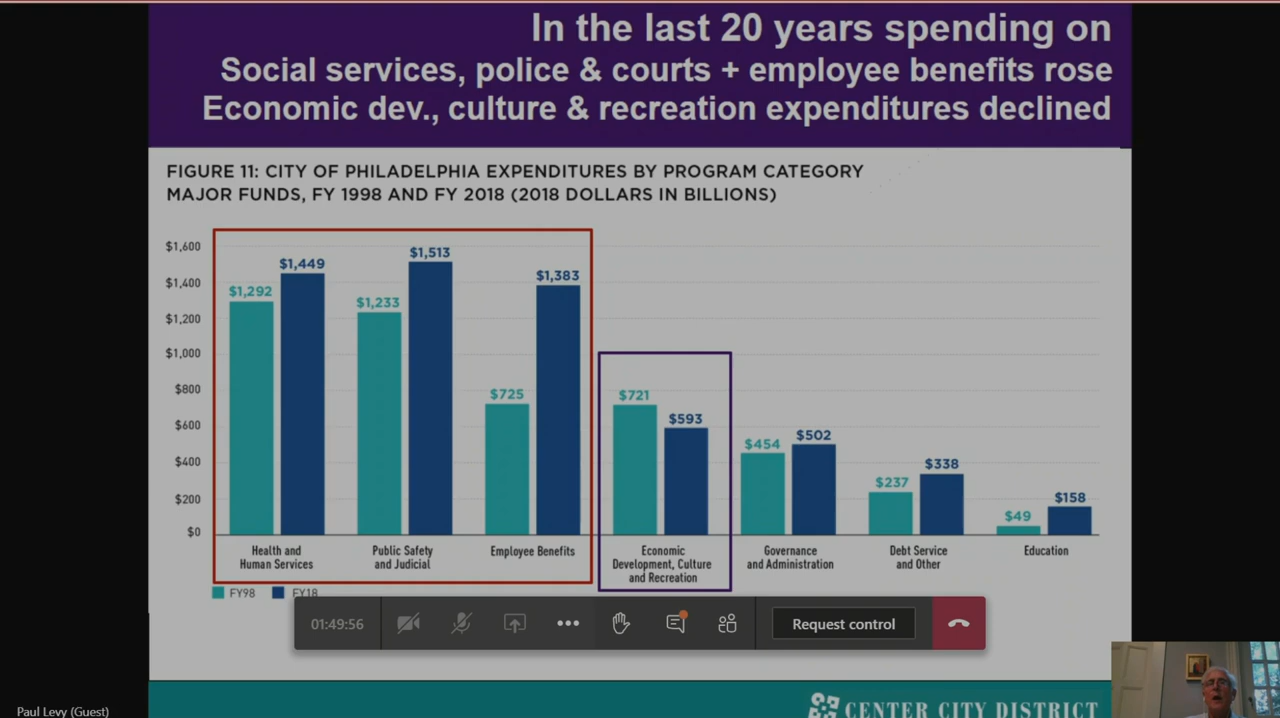 In the last 20 years spending on
Social services, police & courts + employee benefits rose
Economic dev., culture & recreation expenditures declined
FIGURE 11: CITY OF PHILADELPHIA EXPENDITURES BY PROGRAM CATEGORY
MAJOR FUNDS, FY 1998 AND FY 2018 (2018 DOLLARS IN BILLIONS)
$1,600
$1,400
$1,200
$1,000
$800
$600
$400
$200
$0
$1,292
$1,449
$1,233
$1,513
$725
$1,383
$721
$593
$454
$502
$237
$338
$49
$158
Health and
Human Services
Public Safety
and Judicial
Employee Benefits
Economic
Development, Culture
and Recreation
Governance
and Administration
Debt Service
and Other
Education
FY98
FY18
01:49:56
Request control
CENTER CITY DISTRICT
Paul Levy (Guest)